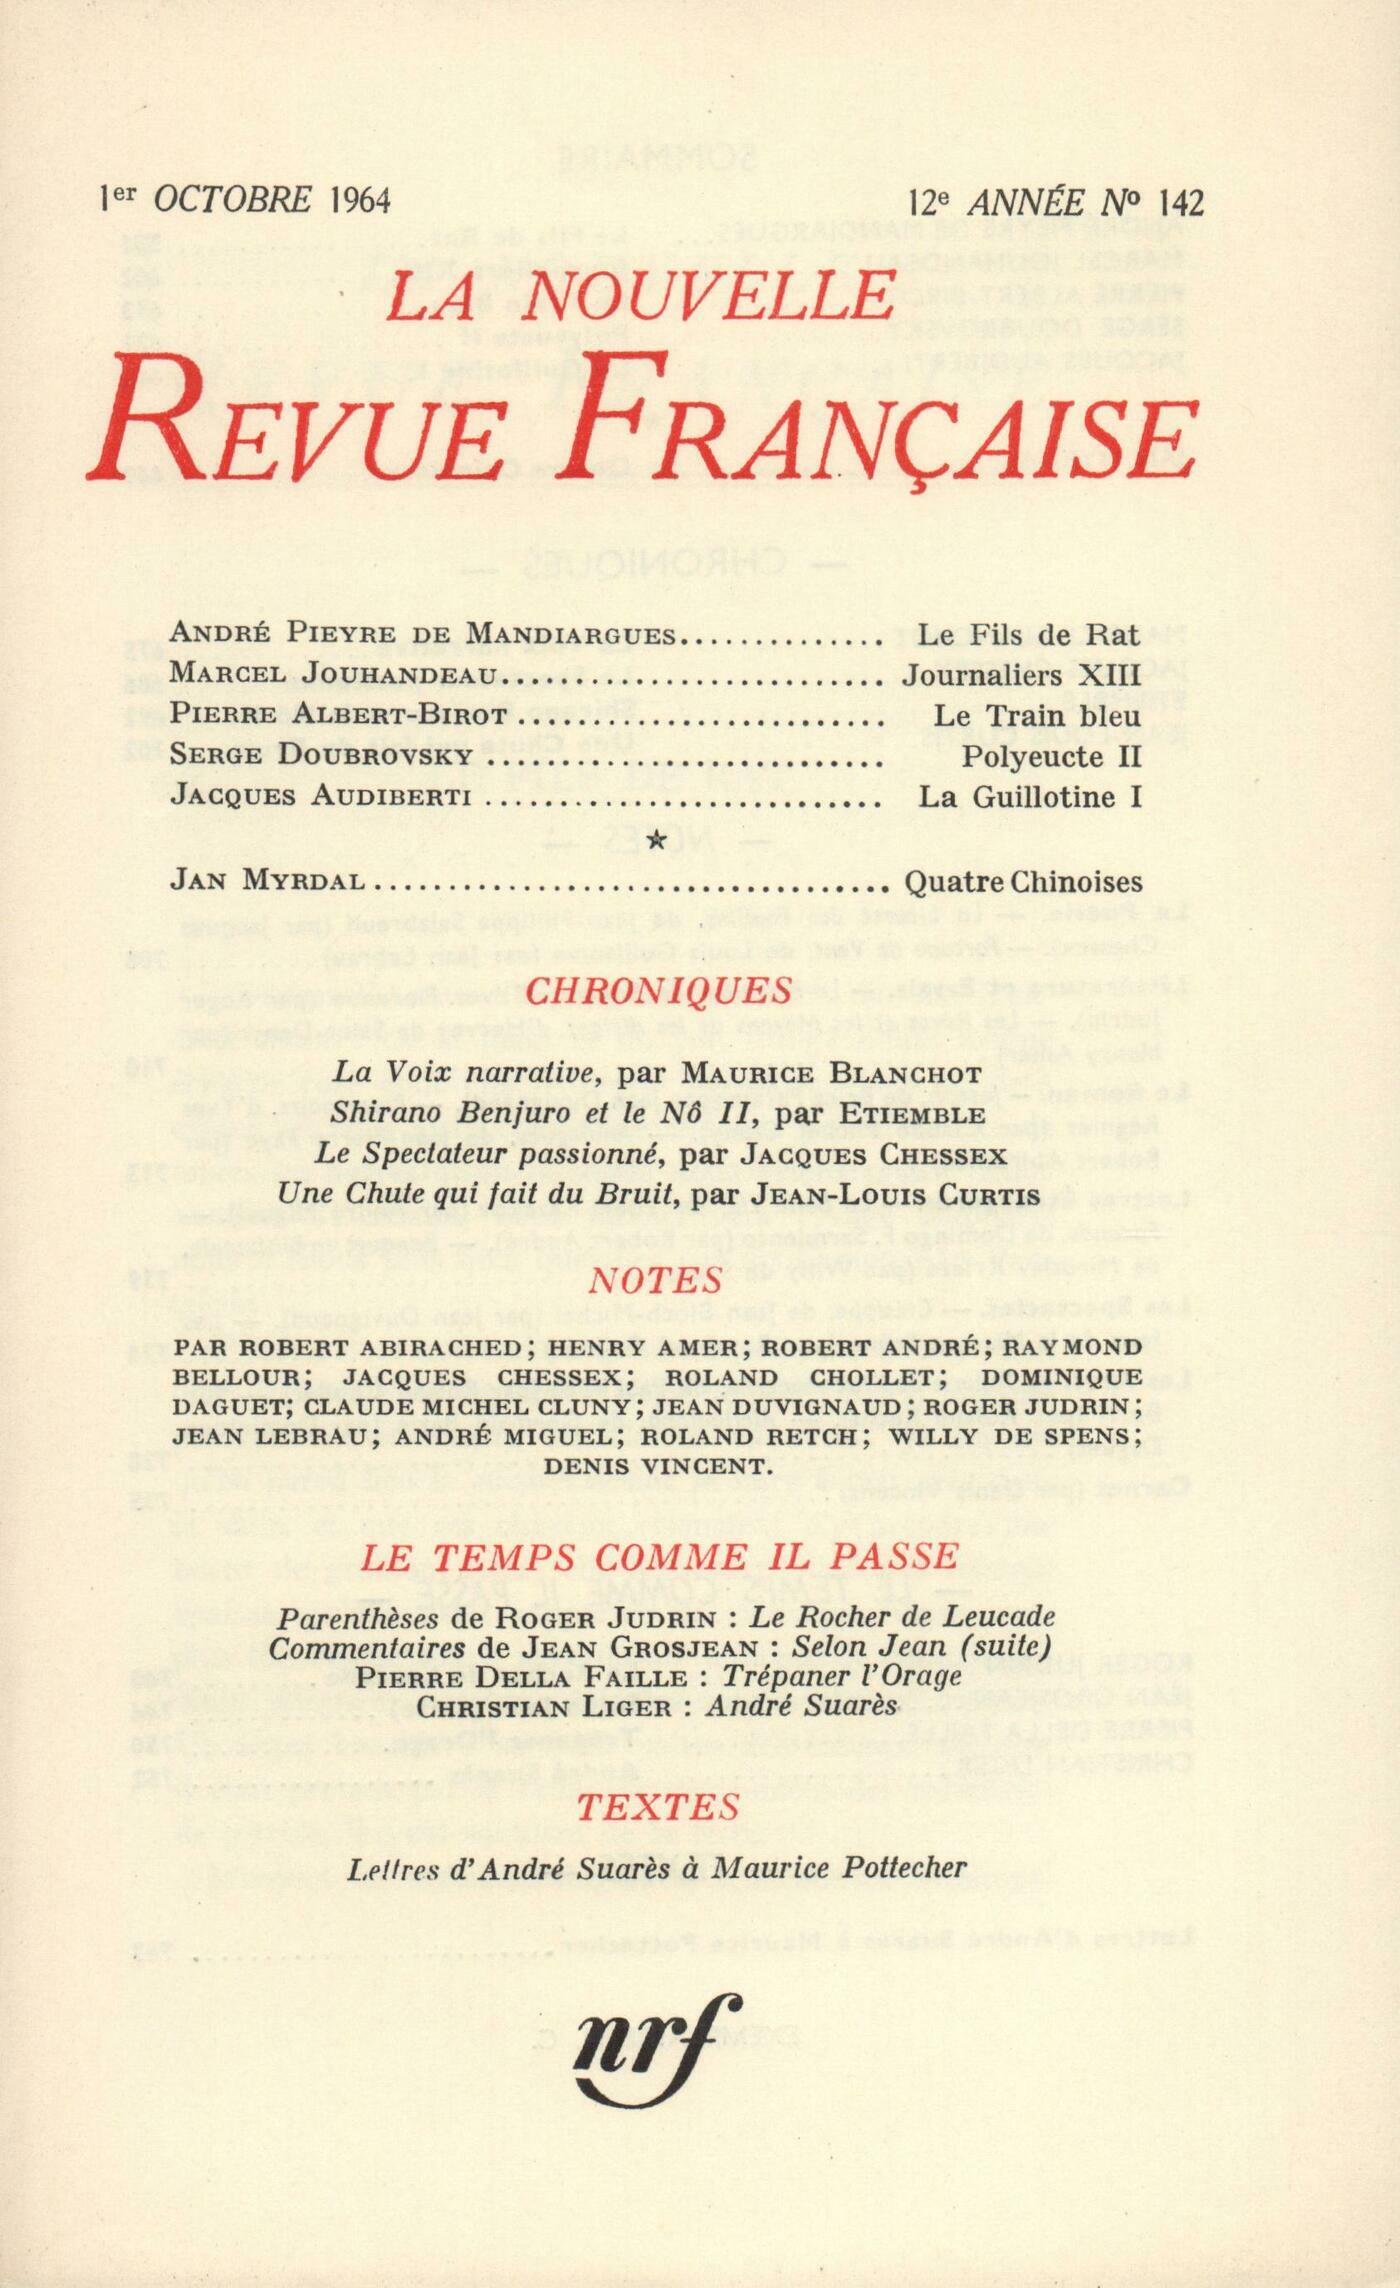 1er OCTOBRE 1964
12e ANNÉE No 142
LA NOUVELLE
REVUE FRANÇAISE
ANDRÉ PIEYRE DE MANDIARGUES.............. Le Fils de Rat
MARCEL JOUHANDEAU.......................... Journaliers XIII
PIERRE ALBERT-BIROT ......................... Le Train bleu
SERGE DOUBROVSKY ........................... Polyeucte II
JACQUES AUDIBERTI ........................... La Guillotine I
★
JAN MYRDAL................................... Quatre Chinoises
CHRONIQUES
La Voix narrative, par MAURICE BLANCHOT
Shirano Benjuro et le Nô II, par ETIEMBLE
Le Spectateur passionné, par JACQUES CHESSEX
Une Chute qui fait du Bruit, par JEAN-LOUIS CURTIS
NOTES
PAR ROBERT ABIRACHED; HENRY AMER; ROBERT ANDRÉ; RAYMOND
BELLOUR; JACQUES CHESSEX; ROLAND CHOLLET; DOMINIQUE
DAGUET; CLAUDE MICHEL CLUNY; JEAN DUVIGNAUD; ROGER JUDRIN;
JEAN LEBRAU; ANDRÉ MIGUEL; ROLAND RETCH; WILLY DE SPENS;
DENIS VINCENT.
LE TEMPS COMME IL PASSE
Parenthèses de ROGER JUDRIN : Le Rocher de Leucade
Commentaires de JEAN GROSJEAN : Selon Jean (suite)
PIERRE DELLA FAILLE : Trépaner l'Orage
CHRISTIAN LIGER : André Suarès
TEXTES
Lettres d'André Suarès à Maurice Pottecher
nrf